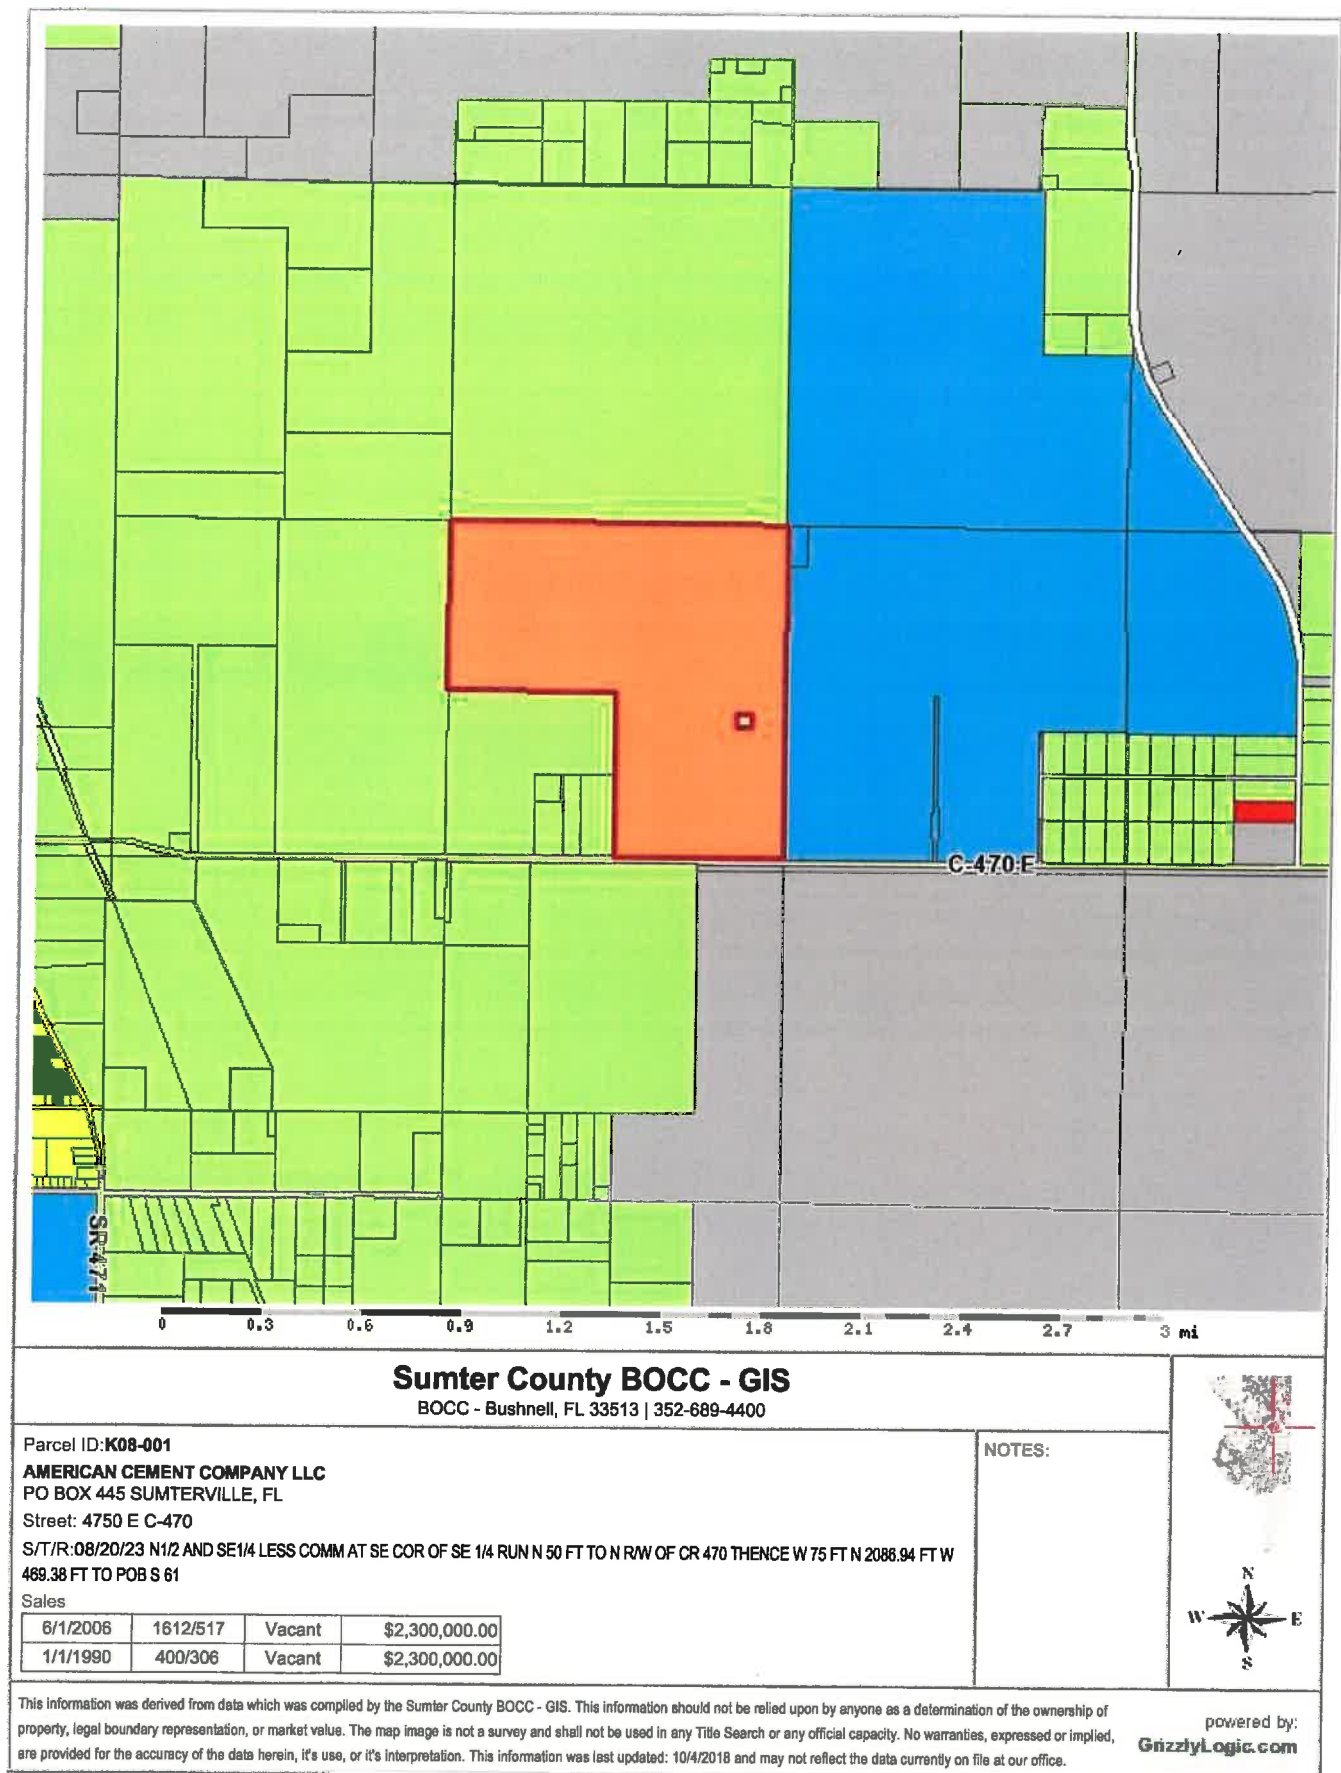 C-470 E
SR 471
0 0.3 0.6 0.9 1.2 1.5 1.8 2.1 2.4 2.7 3 mi
Sumter County BOCC - GIS
BOCC - Bushnell, FL 33513 | 352-689-4400
Parcel ID:K08-001
AMERICAN CEMENT COMPANY LLC
PO BOX 445 SUMTERVILLE, FL
Street: 4750 E C-470
S/T/R:08/20/23 N1/2 AND SE1/4 LESS COMM AT SE COR OF SE 1/4 RUN N 50 FT TO N R/W OF CR 470 THENCE W 75 FT N 2086.94 FT W
469.38 FT TO POB S 61
Sales
6/1/2006 1612/517 Vacant $2,300,000.00
1/1/1990 400/306 Vacant $2,300,000.00
NOTES:
N
W E
S
This information was derived from data which was compiled by the Sumter County BOCC - GIS. This information should not be relied upon by anyone as a determination of the ownership of
property, legal boundary representation, or market value. The map image is not a survey and shall not be used in any Title Search or any official capacity. No warranties, expressed or implied,
are provided for the accuracy of the data herein, it's use, or it's interpretation. This information was last updated: 10/4/2018 and may not reflect the data currently on file at our office.
powered by:
GrizzlyLogic.com